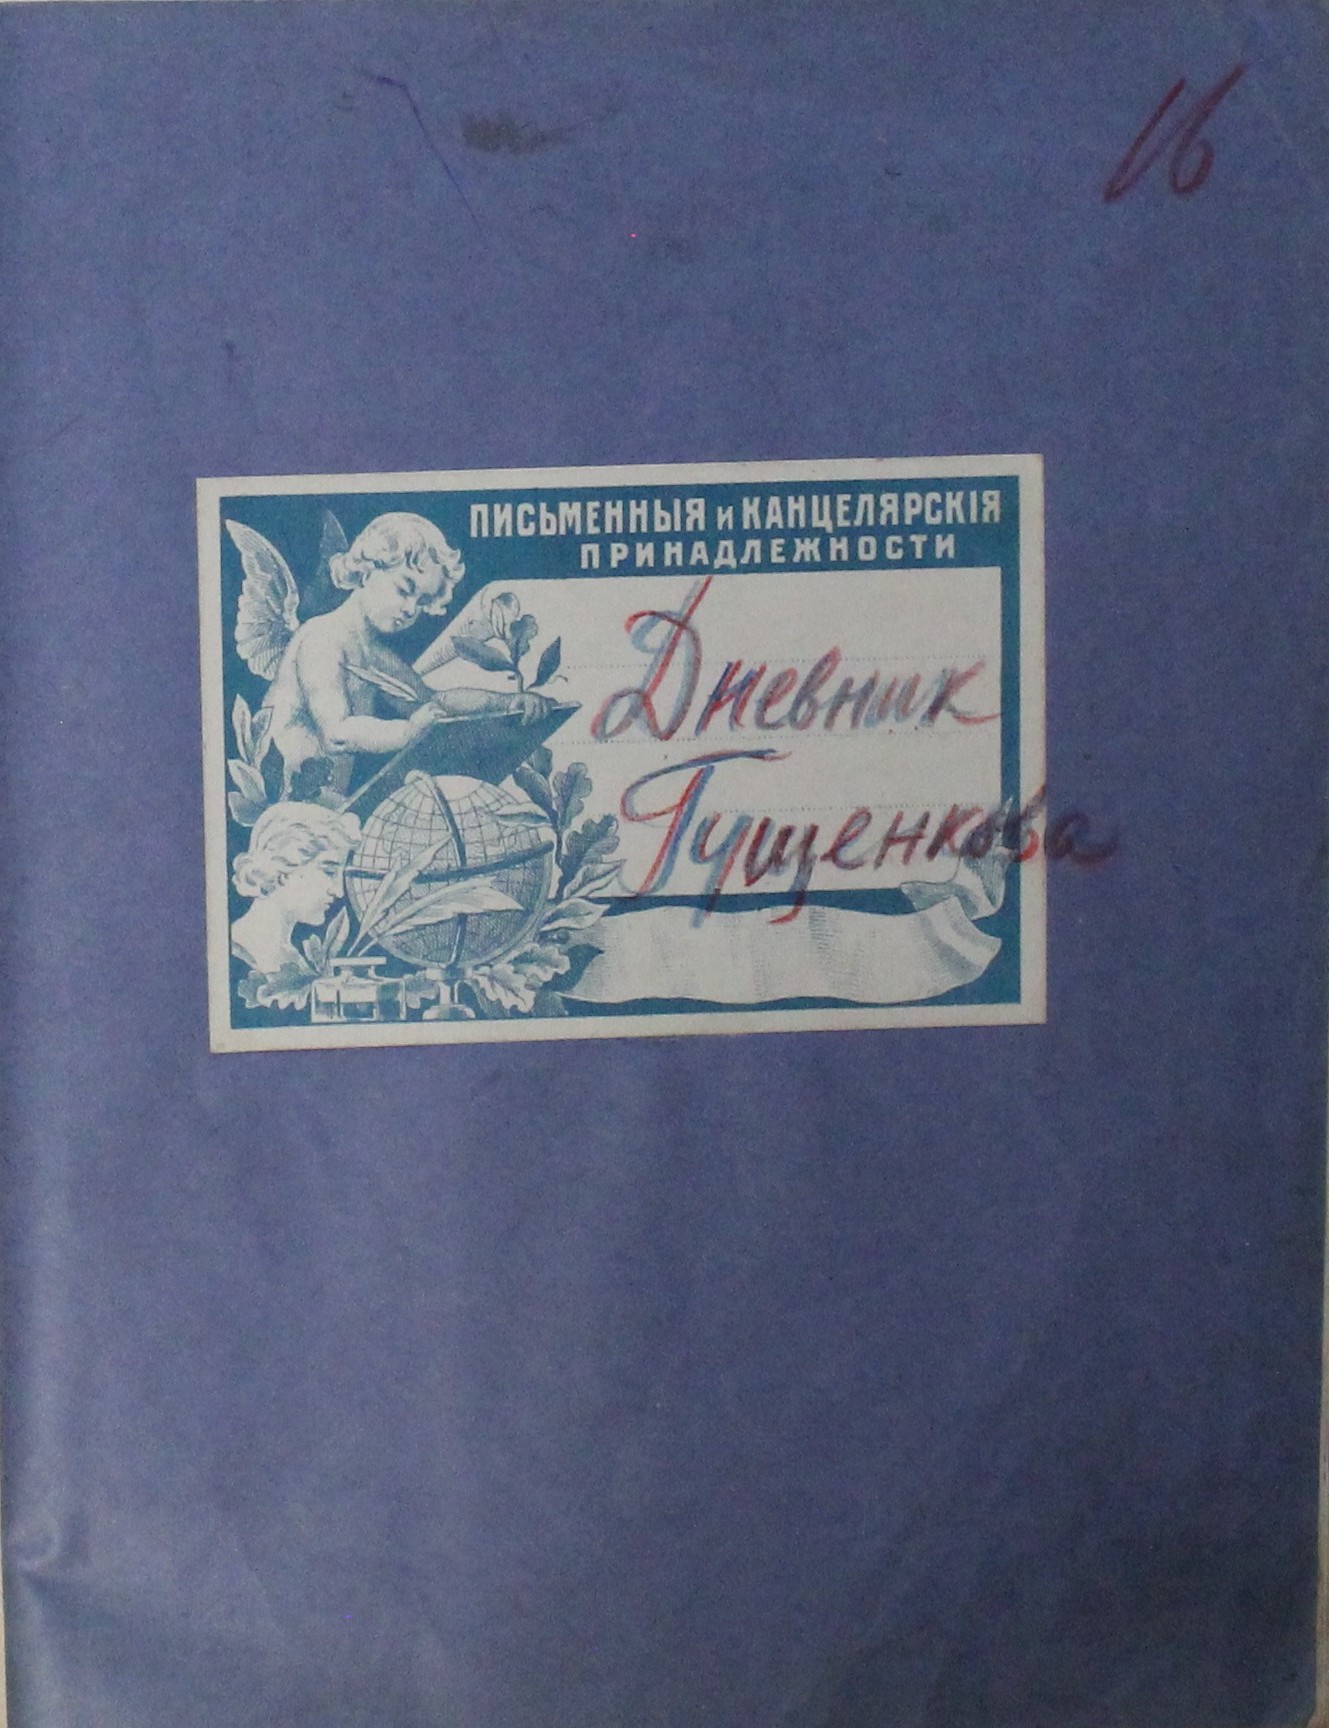 16
ПИСЬМЕННЫЯ и КАНЦЕЛЯРСКІЯ
ПРИНАДЛЕЖНОСТИ
Дневник
Гущенкова